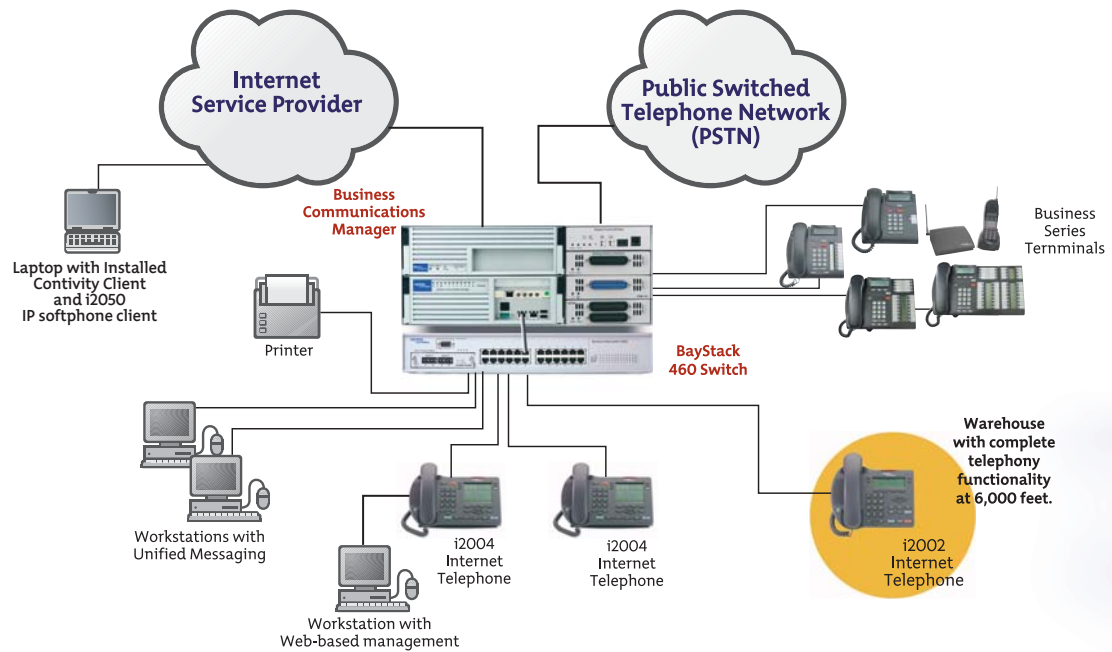 Internet
Service Provider
Public Switched
Telephone Network
(PSTN)
Business
Communications
Manager
Business
Series
Ternminals
Laptop with Installed
Contivity Client
and i2050
IP softphone client
Printer
BayStack
460 Switch
Warehouse
with complete
telephony
functionality
at 6,000 feet.
Workstations with
Unified Messaging
i2004
Internet
Telephone
i2004
Internet
Telephone
i2002
Internet
Telephone
Workstation with
Web-based management